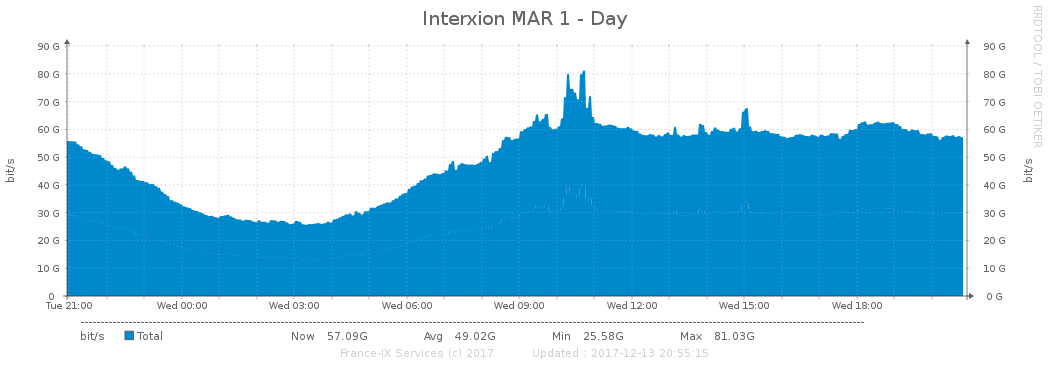 Interxion MAR 1 - Day
RRDTOOL / TOBI OETIKER
bit/s
90 G 90 G
80 G 80 G
70 G 70 G
60 G 60 G
50 G 50 G
40 G 40 G
30 G 30 G
20 G 20 G
10 G 10 G
0 0 G
bit/s
Tue 21:00 Wed 00:00 Wed 03:00 Wed 06:00 Wed 09:00 Wed 12:00 Wed 15:00 Wed 18:00
bit/s Total Now 57.09G Avg 49.02G Min 25.58G Max 81.03G
France-IX Services (c) 2017 Updated : 2017-12-13 20:55:15